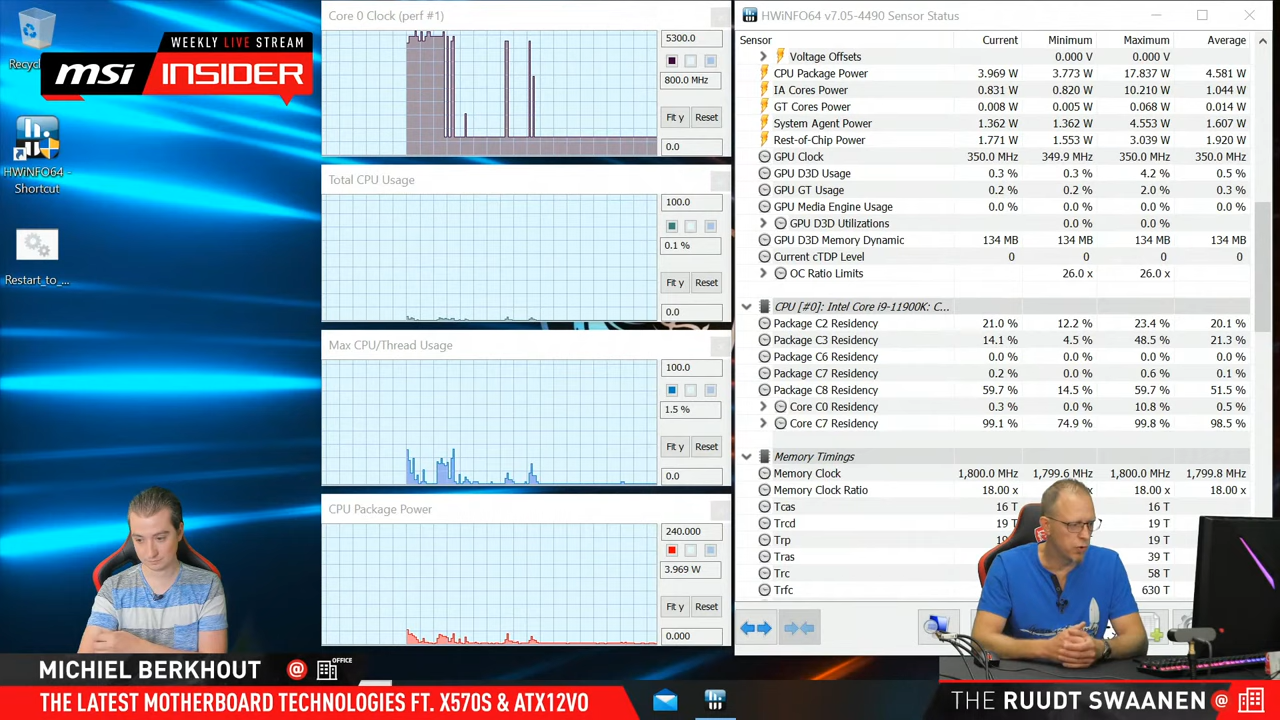 Recyc
WEEKLY LIVE STREAM
msi INSIDER
HWiNFO64 -
Shortcut
Restart_to_...
Core 0 Clock (perf #1)
5300.0
800.0 MHz
Fit y Reset
0.0
Total CPU Usage
100.0
0.1 %
Fit y Reset
0.0
Max CPU/Thread Usage
100.0
1.5 %
Fit y Reset
0.0
CPU Package Power
240.000
3.969 W
Fit y Reset
0.000
HWiNFO64 v7.05-4490 Sensor Status
Sensor Current Minimum Maximum Average
Voltage Offsets 0.000 V 0.000 V
CPU Package Power 3.969 W 3.773 W 17.837 W 4.581 W
IA Cores Power 0.831 W 0.820 W 10.210 W 1.044 W
GT Cores Power 0.008 W 0.005 W 0.068 W 0.014 W
System Agent Power 1.362 W 1.362 W 4.553 W 1.607 W
Rest-of-Chip Power 1.771 W 1.553 W 3.039 W 1.920 W
GPU Clock 350.0 MHz 349.9 MHz 350.0 MHz 350.0 MHz
GPU D3D Usage 0.3 % 0.3 % 4.2 % 0.5 %
GPU GT Usage 0.2 % 0.2 % 2.0 % 0.3 %
GPU Media Engine Usage 0.0 % 0.0 % 0.0 % 0.0 %
GPU D3D Utilizations 0.0 % 0.0 %
GPU D3D Memory Dynamic 134 MB 134 MB 134 MB 134 MB
Current cTDP Level 0 0 0 0
OC Ratio Limits 26.0 x 26.0 x
CPU [#0]: Intel Core i9-11900K: C...
Package C2 Residency 21.0 % 12.2 % 23.4 % 20.1 %
Package C3 Residency 14.1 % 4.5 % 48.5 % 21.3 %
Package C6 Residency 0.0 % 0.0 % 0.0 % 0.0 %
Package C7 Residency 0.2 % 0.0 % 0.6 % 0.1 %
Package C8 Residency 59.7 % 14.5 % 59.7 % 51.5 %
Core C0 Residency 0.3 % 0.0 % 10.8 % 0.5 %
Core C7 Residency 99.1 % 74.9 % 99.8 % 98.5 %
Memory Timings
Memory Clock 1,800.0 MHz 1,799.6 MHz 1,800.0 MHz 1,799.8 MHz
Memory Clock Ratio 18.00 x 18.00 x 18.00 x
Tcas 16 T 16 T
Trcd 19 T 19 T
Trp 19 T
Tras 39 T
Trc 58 T
Trfc 630 T
MICHIEL BERKHOUT @ OFFICE
THE LATEST MOTHERBOARD TECHNOLOGIES FT. X570S & ATX12VO
THE RUUDT SWAANEN @